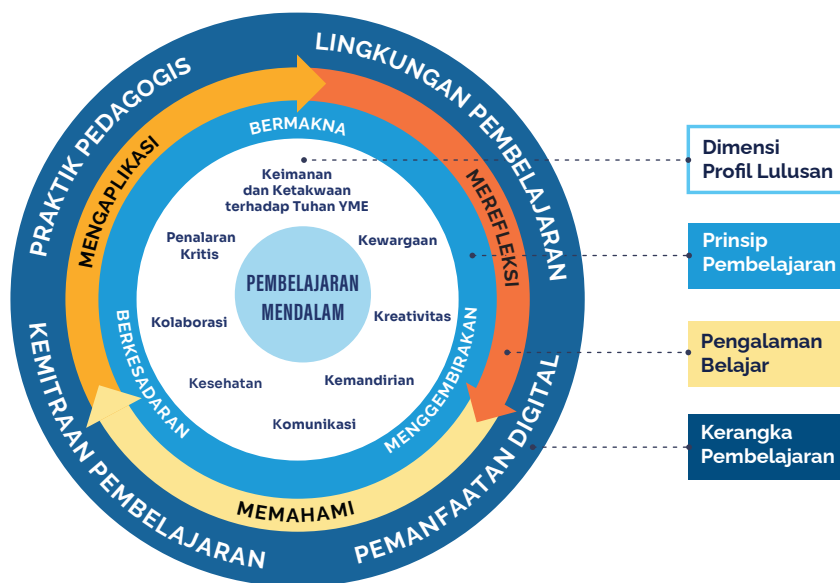 PRAKTIK PEDAGOGIS
LINGKUNGAN PEMBELAJARAN
KEMITRAAN PEMBELAJARAN
PEMANFAATAN DIGITAL
MENGAPLIKASI
MEREFLEKSI
MEMAHAMI
BERMAKNA
BERKESADARAN
MENGGEMBIRAKAN
Keimanan
dan Ketakwaan
terhadap Tuhan YME
Penalaran
Kritis
Kewargaan
Kolaborasi
Kreativitas
Kesehatan
Kemandirian
Komunikasi
PEMBELAJARAN
MENDALAM
Dimensi
Profil Lulusan
Prinsip
Pembelajaran
Pengalaman
Belajar
Kerangka
Pembelajaran